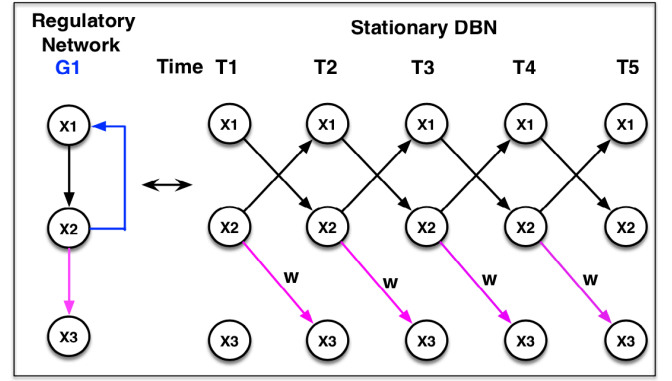 Regulatory
Network
G1
Stationary DBN
Time T1 T2 T3 T4 T5
X1 X1 X1 X1 X1 X1
X2 X2 X2 X2 X2 X2
w w w w
X3 X3 X3 X3 X3 X3